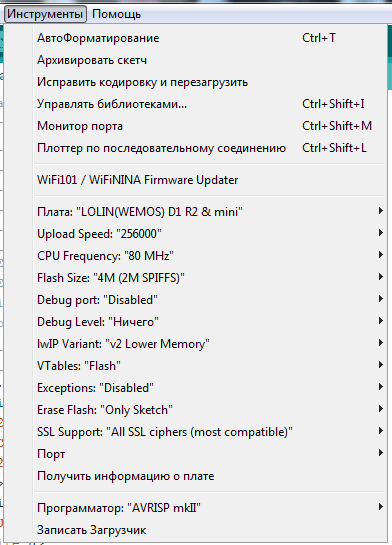 Инструменты Помощь
АвтоФорматирование Ctrl+T
Архивировать скетч
Исправить кодировку и перезагрузить
Управлять библиотеками... Ctrl+Shift+I
Монитор порта Ctrl+Shift+M
Плоттер по последовательному соединению Ctrl+Shift+L
WiFi101 / WiFiNINA Firmware Updater
Плата: "LOLIN(WEMOS) D1 R2 & mini"
Upload Speed: "256000"
CPU Frequency: "80 MHz"
Flash Size: "4M (2M SPIFFS)"
Debug port: "Disabled"
Debug Level: "Ничего"
lwIP Variant: "v2 Lower Memory"
VTables: "Flash"
Exceptions: "Disabled"
Erase Flash: "Only Sketch"
SSL Support: "All SSL ciphers (most compatible)"
Порт
Получить информацию о плате
Программатор: "AVRISP mkII"
Записать Загрузчик